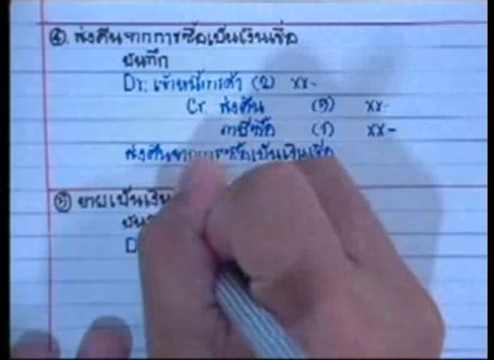 ④. ส่งคืนจากการซื้อเป็นเงินเชื่อ
บันทึก
Dr. เจ้าหนี้การค้า (2) xx-
Cr. ส่งคืน (5) xx-
ภาษีซื้อ (1) xx-
ส่งคืนจากการซื้อเป็นเงินเชื่อ
⑤ ขายเป็นเงิน
D